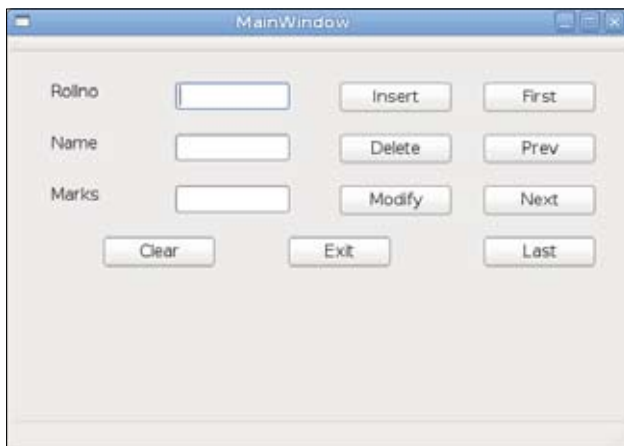 MainWindow
Rollno Insert First
Name Delete Prev
Marks Modify Next
Clear Exit Last